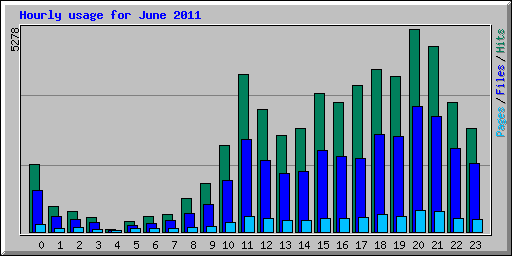 Hourly usage for June 2011
5278
Pages / Files / Hits
0 1 2 3 4 5 6 7 8 9 10 11 12 13 14 15 16 17 18 19 20 21 22 23